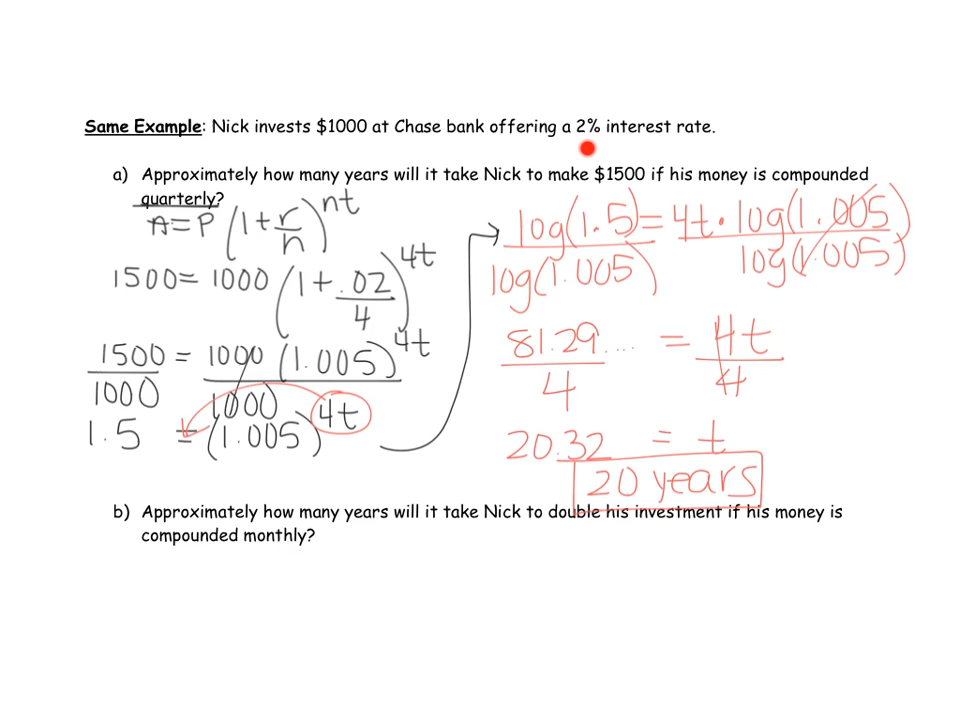 Same Example: Nick invests $1000 at Chase bank offering a 2% interest rate.
a) Approximately how many years will it take Nick to make $1500 if his money is compounded
quarterly?
A=P(1+r/n)^nt
1500=1000(1+.02/4)^4t
1500/1000=1000(1.005)^4t/1000
1.5=(1.005)^4t
log(1.5)/log(1.005)=4t·log(1.005)/log(1.005)
81.29..../4=4t/4
20.32=t
20 years
b) Approximately how many years will it take Nick to double his investment if his money is
compounded monthly?